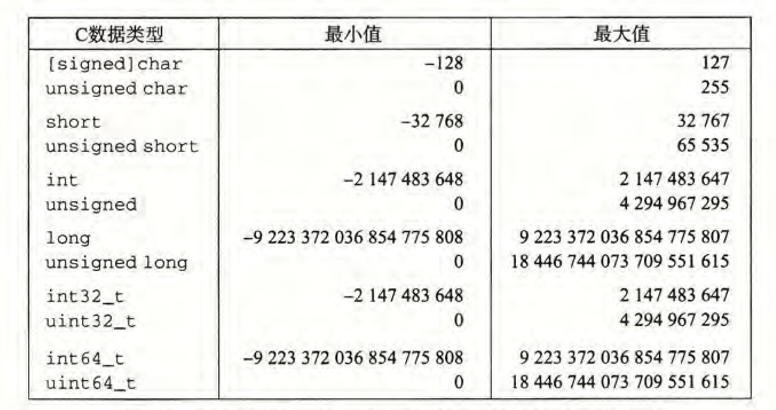 C数据类型 最小值 最大值
[signed]char −128 127
unsigned char 0 255
short −32 768 32 767
unsigned short 0 65 535
int −2 147 483 648 2 147 483 647
unsigned 0 4 294 967 295
long −9 223 372 036 854 775 808 9 223 372 036 854 775 807
unsigned long 0 18 446 744 073 709 551 615
int32_t −2 147 483 648 2 147 483 647
uint32_t 0 4 294 967 295
int64_t −9 223 372 036 854 775 808 9 223 372 036 854 775 807
uint64_t 0 18 446 744 073 709 551 615